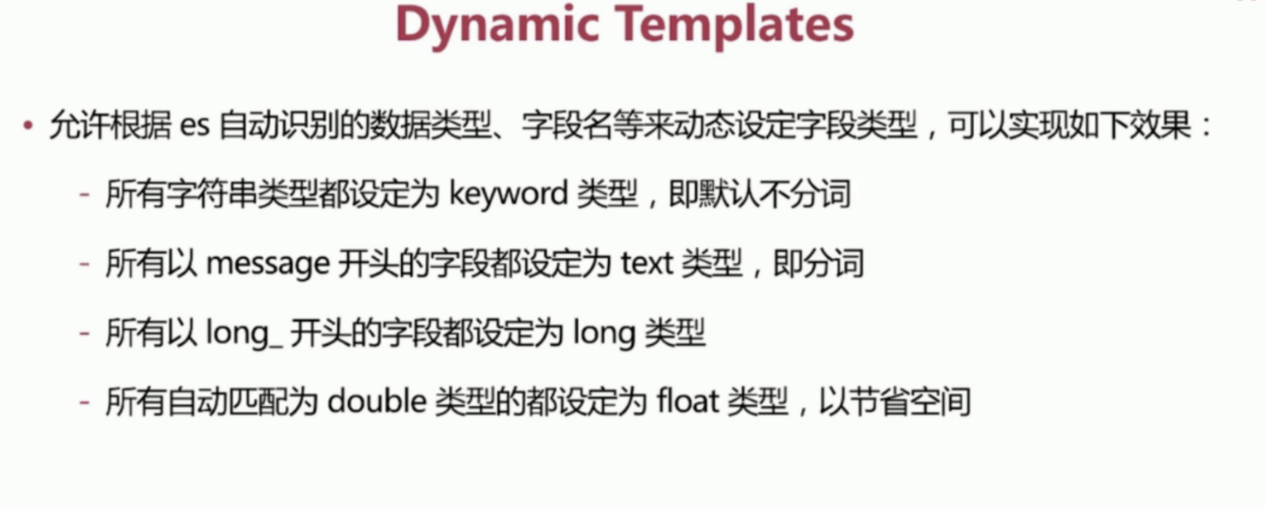 Dynamic Templates
• 允许根据 es 自动识别的数据类型、字段名等来动态设定字段类型，可以实现如下效果：
- 所有字符串类型都设定为 keyword 类型，即默认不分词
- 所有以 message 开头的字段都设定为 text 类型，即分词
- 所有以 long_ 开头的字段都设定为 long 类型
- 所有自动匹配为 double 类型的都设定为 float 类型，以节省空间